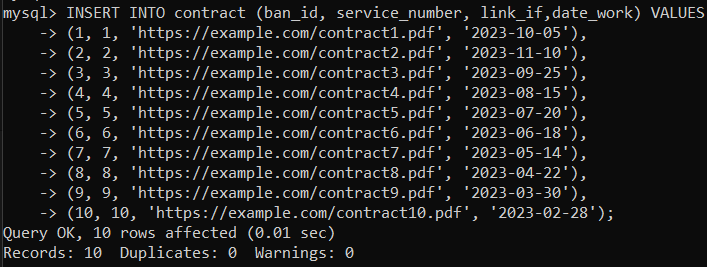 mysql> INSERT INTO contract (ban_id, service_number, link_if,date_work) VALUES
-> (1, 1, 'https://example.com/contract1.pdf', '2023-10-05'),
-> (2, 2, 'https://example.com/contract2.pdf', '2023-11-10'),
-> (3, 3, 'https://example.com/contract3.pdf', '2023-09-25'),
-> (4, 4, 'https://example.com/contract4.pdf', '2023-08-15'),
-> (5, 5, 'https://example.com/contract5.pdf', '2023-07-20'),
-> (6, 6, 'https://example.com/contract6.pdf', '2023-06-18'),
-> (7, 7, 'https://example.com/contract7.pdf', '2023-05-14'),
-> (8, 8, 'https://example.com/contract8.pdf', '2023-04-22'),
-> (9, 9, 'https://example.com/contract9.pdf', '2023-03-30'),
-> (10, 10, 'https://example.com/contract10.pdf', '2023-02-28');
Query OK, 10 rows affected (0.01 sec)
Records: 10  Duplicates: 0  Warnings: 0